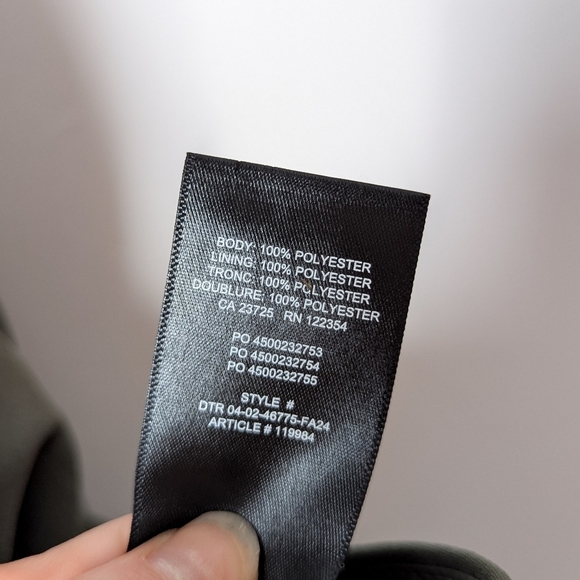 BODY: 100% POLYESTER
LINING: 100% POLYESTER
TRONC: 100% POLYESTER
DOUBLURE: 100% POLYESTER
CA 23725 RN 122354
PO 4500232753
PO 4500232754
PO 4500232755
STYLE #
DTR 04-02-46775-FA24
ARTICLE # 119984